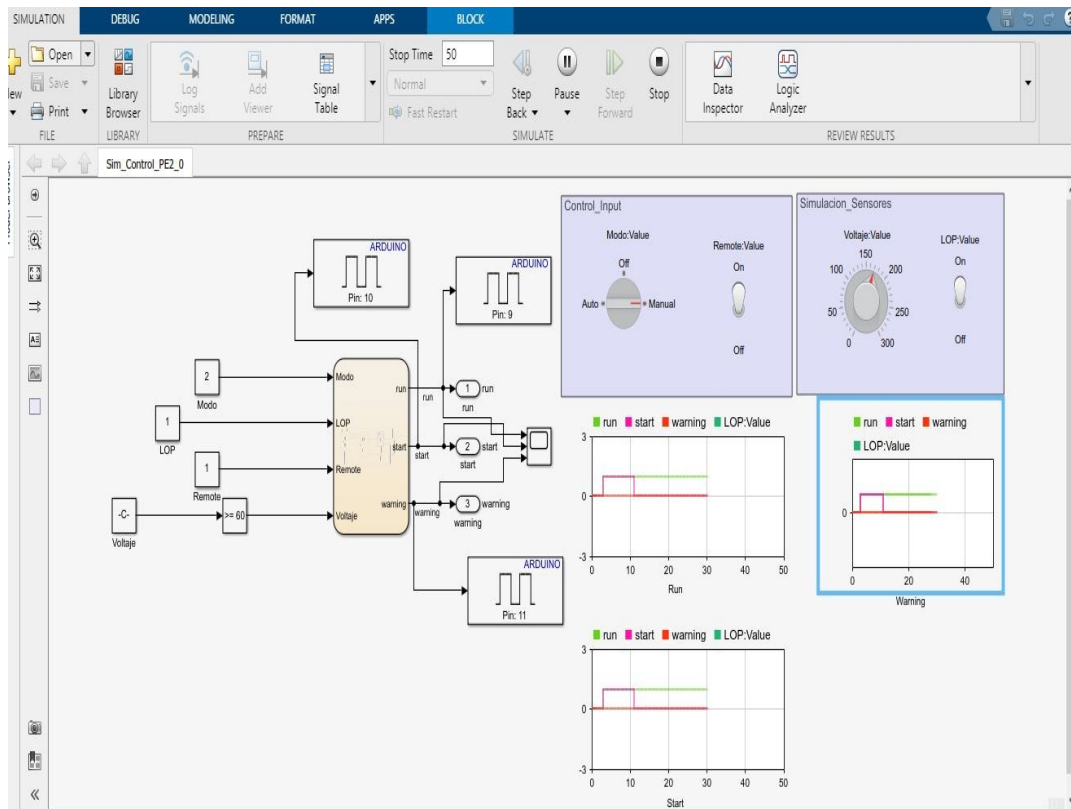 SIMULATION DEBUG MODELING FORMAT APPS BLOCK
Open
Save
Print
FILE
Library
Browser
LIBRARY
Log
Signals
Add
Viewer
Signal
Table
PREPARE
Stop Time 50
Normal
Fast Restart
Step
Back
Pause
Step
Forward
Stop
SIMULATE
Data
Inspector
Logic
Analyzer
REVIEW RESULTS
Sim_Control_PE2_0
ARDUINO
Pin: 10
ARDUINO
Pin: 9
2
Modo
1
LOP
1
Remote
-C-
Voltaje
>= 60
Modo
LOP
Remote
Voltaje
run
start
warning
run
start
warning
1 run
run
2 start
start
3 warning
warning
ARDUINO
Pin: 11
Control_Input
Modo:Value
Off
Auto
Manual
Remote:Value
On
Off
Simulacion_Sensores
Voltaje:Value
0 50 100 150 200 250 300
LOP:Value
On
Off
run start warning LOP:Value
3
0
-3
0 10 20 30 40 50
Run
run start warning
LOP:Value
0
0 20 40
Warning
run start warning LOP:Value
3
0
-3
0 10 20 30 40 50
Start